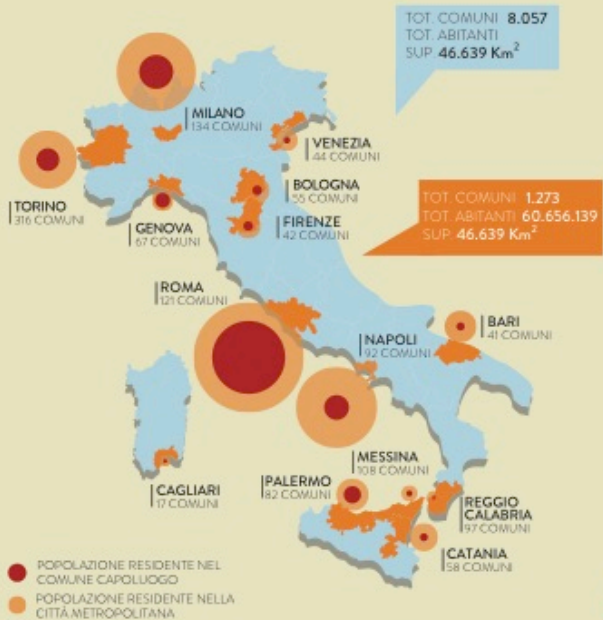 TOT. COMUNI 8.057
TOT. ABITANTI
SUP. 46.639 Km²
MILANO
134 COMUNI
VENEZIA
44 COMUNI
TORINO
316 COMUNI
GENOVA
67 COMUNI
BOLOGNA
55 COMUNI
FIRENZE
42 COMUNI
TOT. COMUNI 1.273
TOT. ABITANTI 60.656.139
SUP. 46.639 Km²
ROMA
121 COMUNI
NAPOLI
92 COMUNI
BARI
41 COMUNI
CAGLIARI
17 COMUNI
MESSINA
108 COMUNI
PALERMO
82 COMUNI
REGGIO
CALABRIA
97 COMUNI
CATANIA
58 COMUNI
POPOLAZIONE RESIDENTE NEL
COMUNE CAPOLUOGO
POPOLAZIONE RESIDENTE NELLA
CITTÀ METROPOLITANA